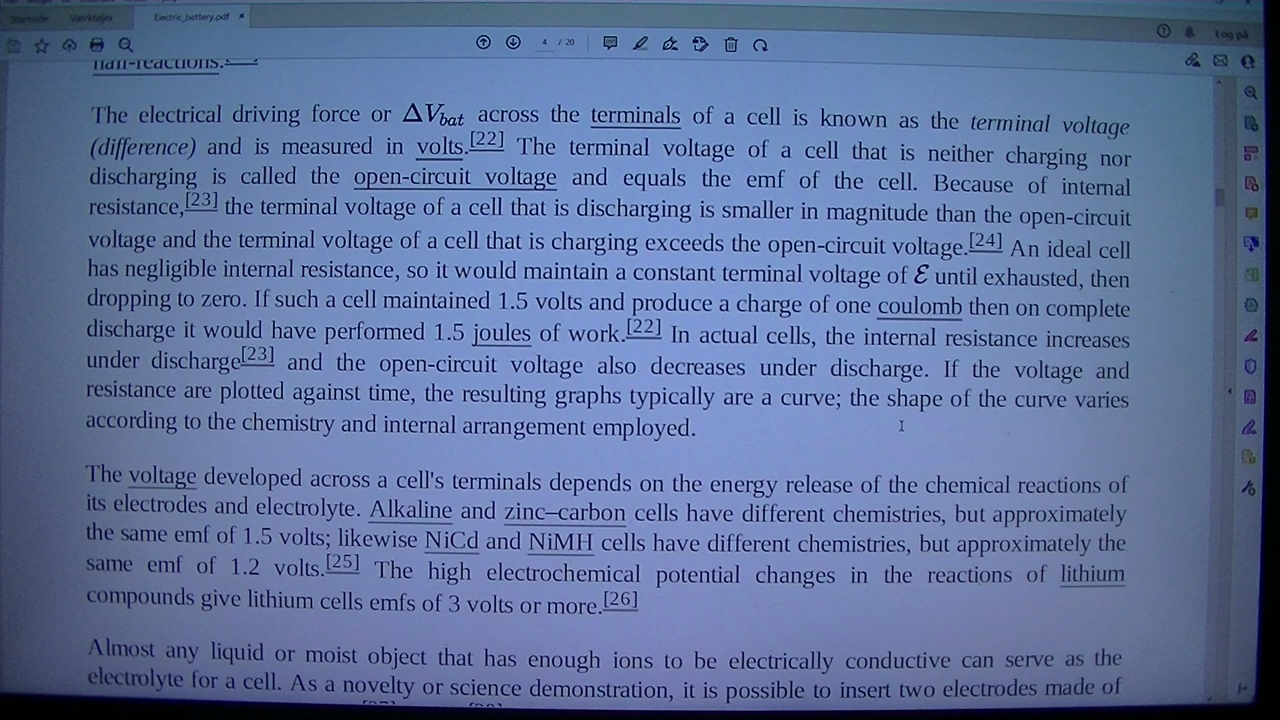 Startside Værktøjer Electric_battery.pdf ×
4 / 20
Log på
half-reactions.
The electrical driving force or ΔV_bat across the terminals of a cell is known as the terminal voltage
(difference) and is measured in volts.[22] The terminal voltage of a cell that is neither charging nor
discharging is called the open-circuit voltage and equals the emf of the cell. Because of internal
resistance,[23] the terminal voltage of a cell that is discharging is smaller in magnitude than the open-circuit
voltage and the terminal voltage of a cell that is charging exceeds the open-circuit voltage.[24] An ideal cell
has negligible internal resistance, so it would maintain a constant terminal voltage of ℰ until exhausted, then
dropping to zero. If such a cell maintained 1.5 volts and produce a charge of one coulomb then on complete
discharge it would have performed 1.5 joules of work.[22] In actual cells, the internal resistance increases
under discharge[23] and the open-circuit voltage also decreases under discharge. If the voltage and
resistance are plotted against time, the resulting graphs typically are a curve; the shape of the curve varies
according to the chemistry and internal arrangement employed.
The voltage developed across a cell's terminals depends on the energy release of the chemical reactions of
its electrodes and electrolyte. Alkaline and zinc–carbon cells have different chemistries, but approximately
the same emf of 1.5 volts; likewise NiCd and NiMH cells have different chemistries, but approximately the
same emf of 1.2 volts.[25] The high electrochemical potential changes in the reactions of lithium
compounds give lithium cells emfs of 3 volts or more.[26]
Almost any liquid or moist object that has enough ions to be electrically conductive can serve as the
electrolyte for a cell. As a novelty or science demonstration, it is possible to insert two electrodes made of